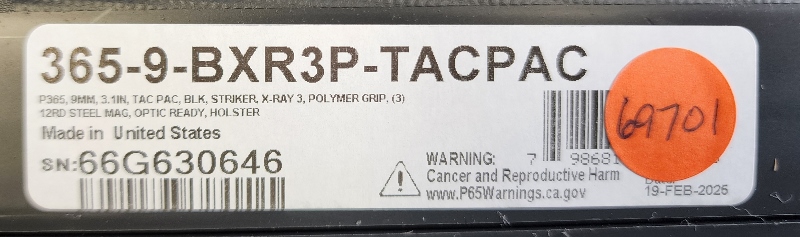 365-9-BXR3P-TACPAC
P365, 9MM, 3.1IN, TAC PAC, BLK, STRIKER, X-RAY 3, POLYMER GRIP, (3)
12RD STEEL MAG, OPTIC READY, HOLSTER
Made in United States
SN:66G630646
WARNING:
Cancer and Reproductive Harm
www.P65Warnings.ca.gov
7 98681
19-FEB-2025
69701